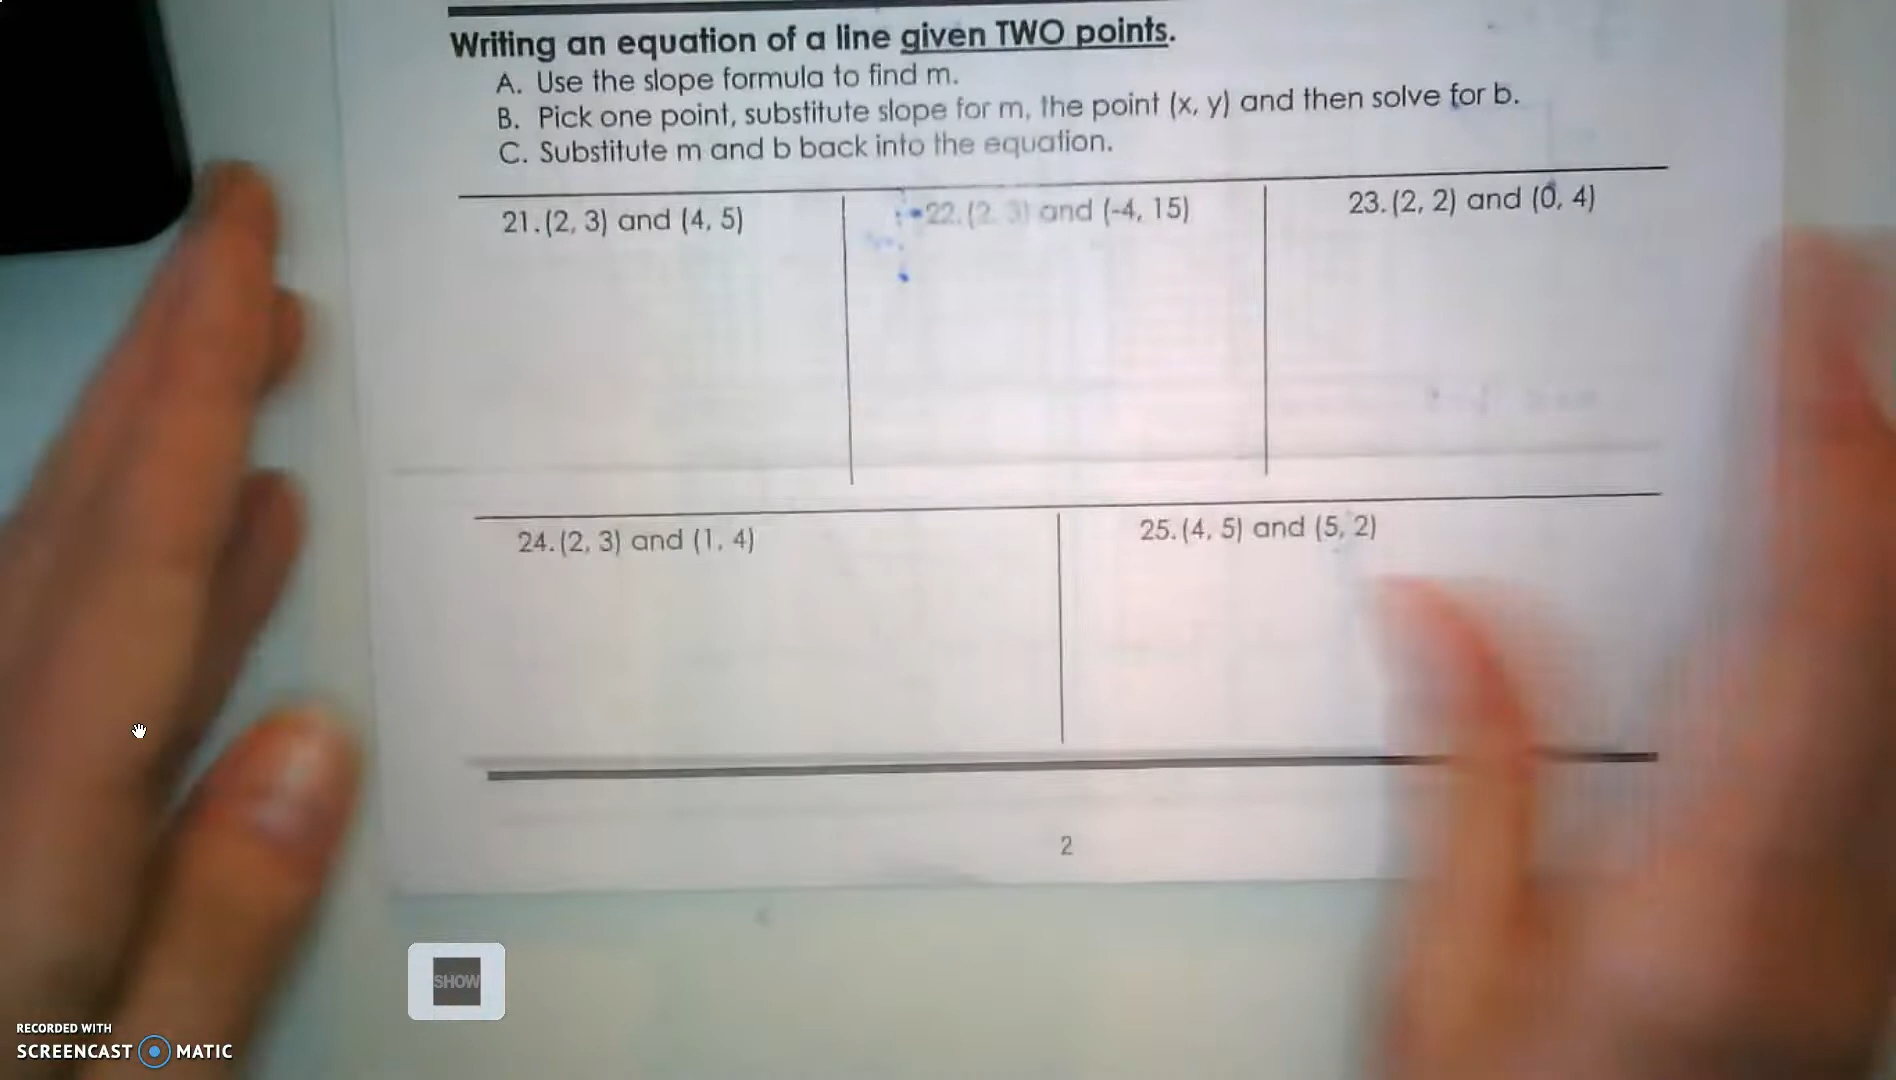 Writing an equation of a line given TWO points.
A. Use the slope formula to find m.
B. Pick one point, substitute slope for m, the point (x, y) and then solve for b.
C. Substitute m and b back into the equation.
21. (2, 3) and (4, 5)
22. (2, 3) and (-4, 15)
23. (2, 2) and (0, 4)
24. (2, 3) and (1, 4)
25. (4, 5) and (5, 2)
2
SHOW
RECORDED WITH
SCREENCAST MATIC